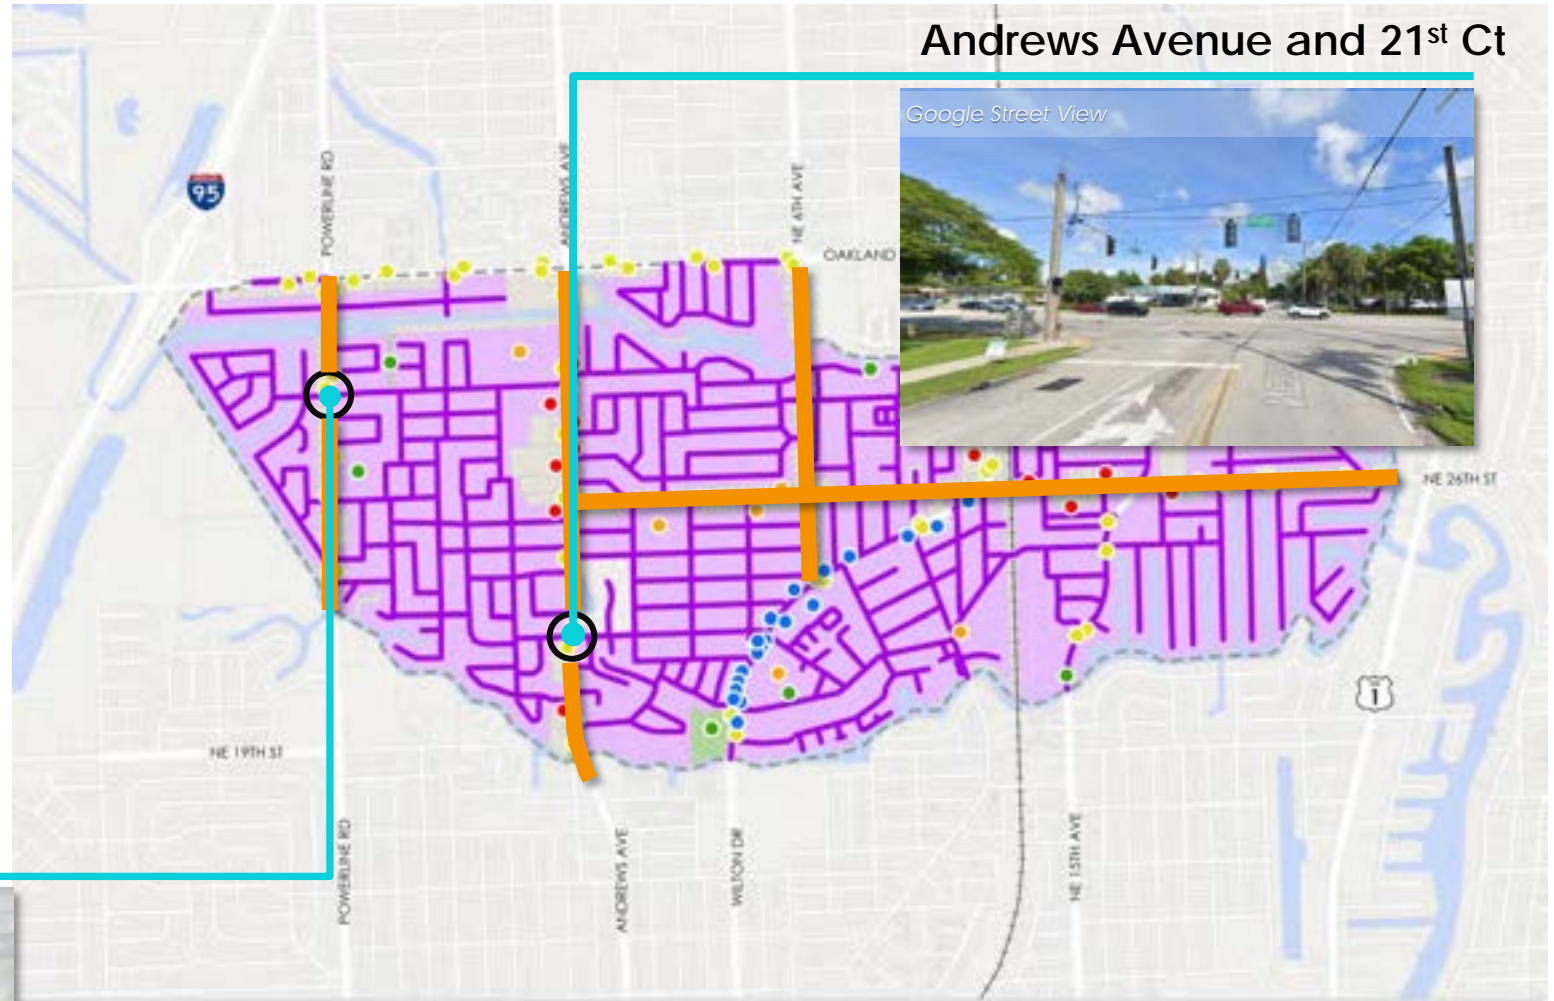 Andrews Avenue and 21st Ct
Google Street View
95
POWERLINE RD
ANDREWS AVE
NE 6TH AVE
OAKLAND
NE 26TH ST
1
NE 19TH ST
POWERLINE RD
ANDREWS AVE
WILTON DR
NE 15TH AVE